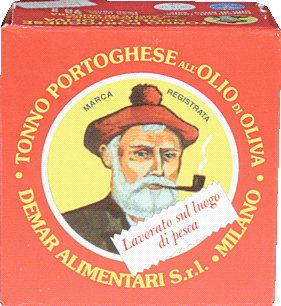 TONNO PORTOGHESE ALL'OLIO DI OLIVA
MARCA REGISTRATA
Lavorato sul luogo
di pesca
DEMAR ALIMENTARI S.r.l. · MILANO